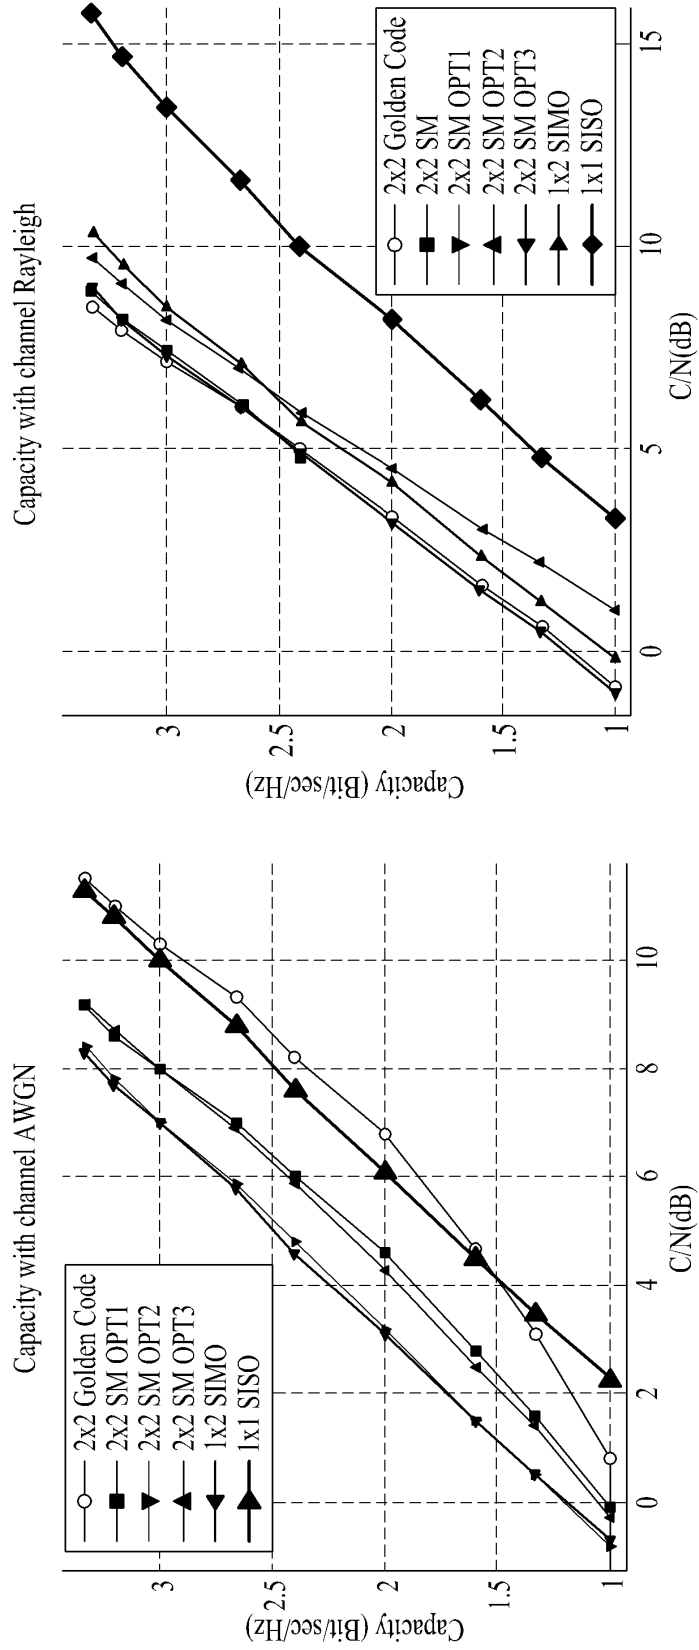 Capacity with channel AWGN
Capacity (Bit/sec/Hz)
3
2.5
2
1.5
1
0
2
4
6
8
10
C/N(dB)
2x2 Golden Code
2x2 SM OPT1
2x2 SM OPT2
2x2 SM OPT3
1x2 SIMO
1x1 SISO
Capacity with channel Rayleigh
Capacity (Bit/sec/Hz)
3
2.5
2
1.5
1
0
5
10
15
C/N(dB)
2x2 Golden Code
2x2 SM
2x2 SM OPT1
2x2 SM OPT2
2x2 SM OPT3
1x2 SIMO
1x1 SISO